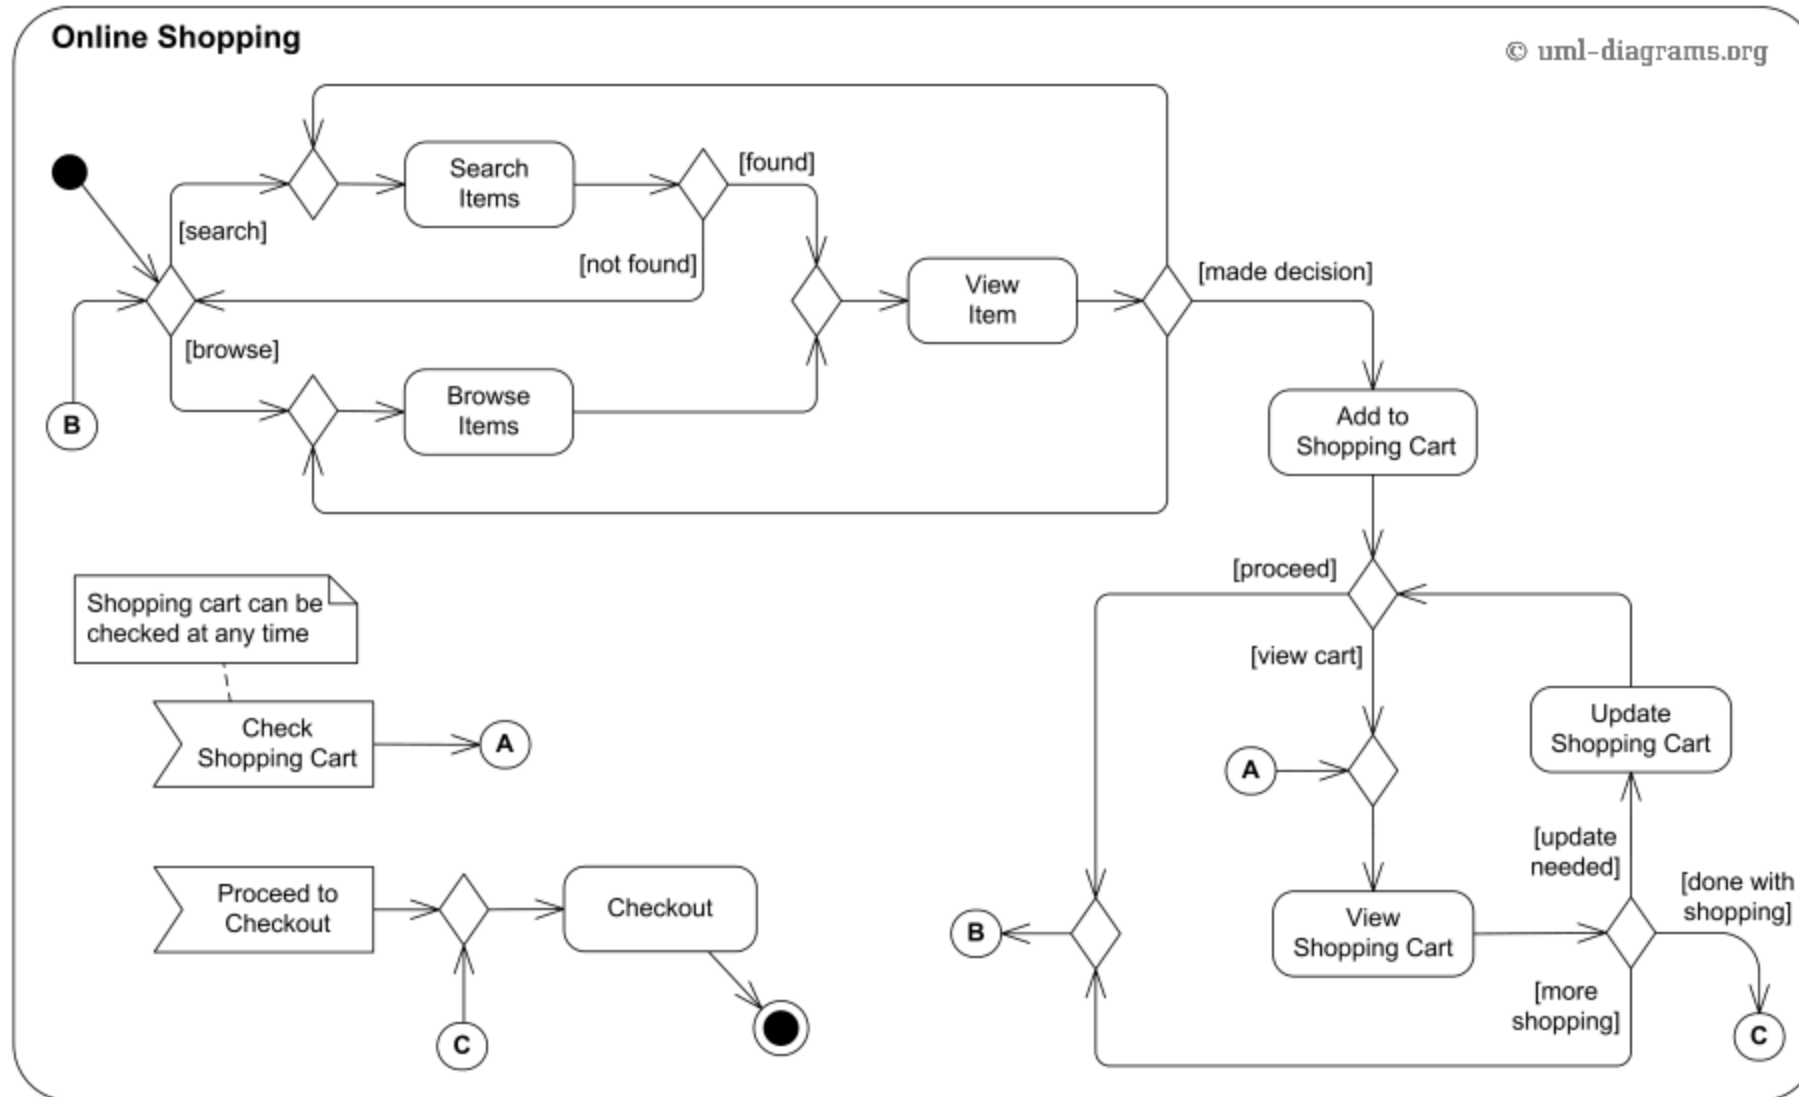 Online Shopping
© uml-diagrams.org
Search
Items
[found]
[search]
[not found]
[made decision]
View
Item
[browse]
Browse
Items
B
Add to
Shopping Cart
[proceed]
Shopping cart can be
checked at any time
[view cart]
Check
Shopping Cart
A
A
Update
Shopping Cart
[update
needed]
[done with
shopping]
Proceed to
Checkout
Checkout
B
View
Shopping Cart
[more
shopping]
C
C